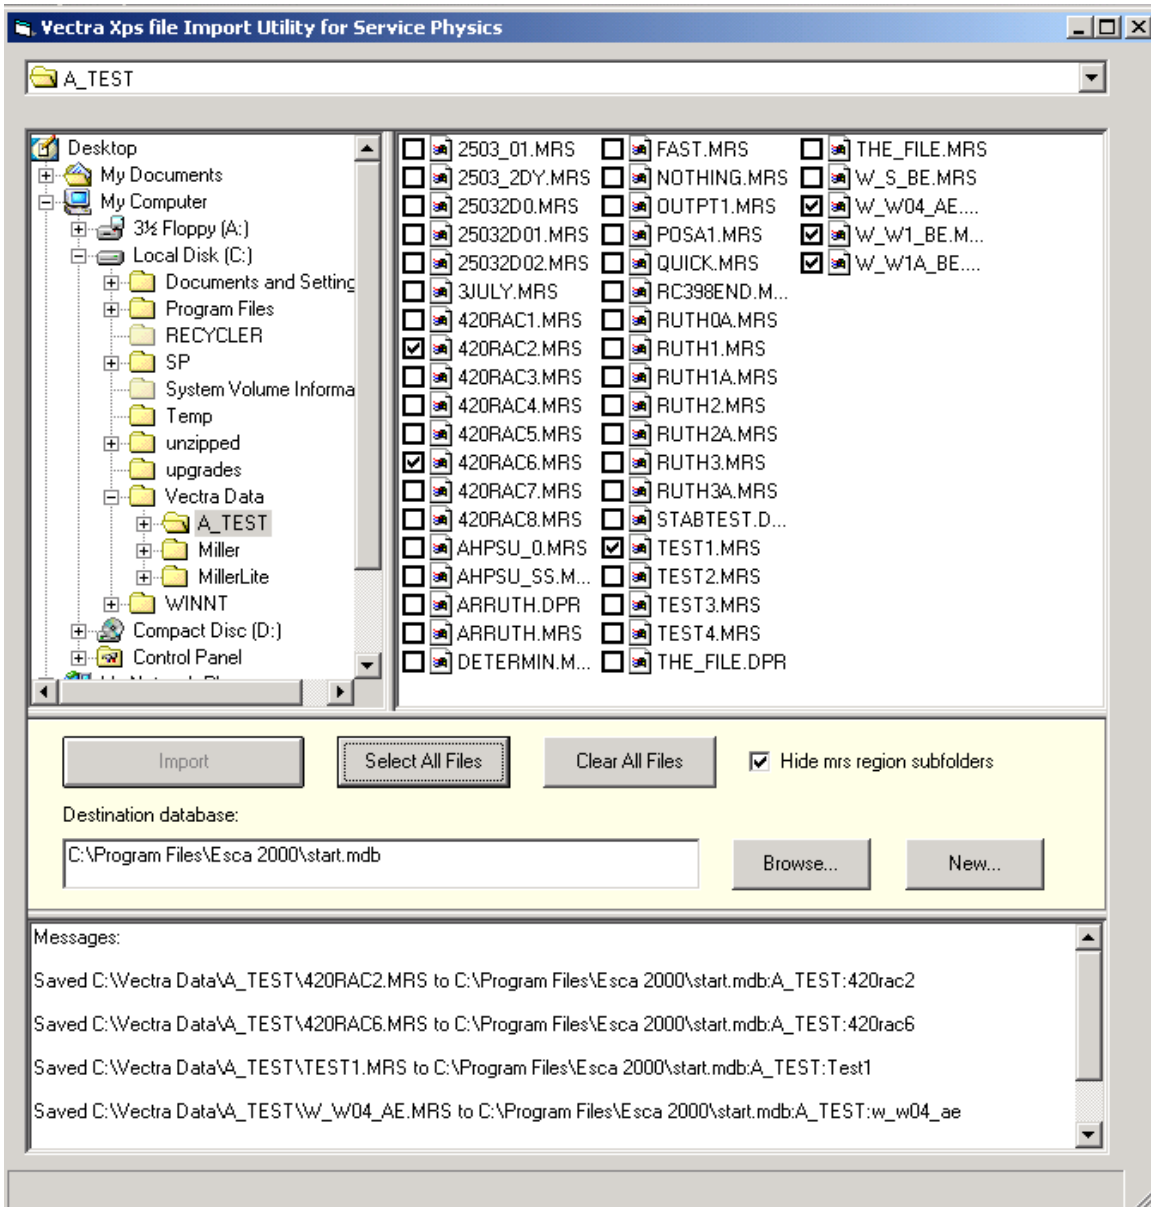 Vectra Xps file Import Utility for Service Physics
A_TEST
Desktop
My Documents
My Computer
3½ Floppy (A:)
Local Disk (C:)
Documents and Setting
Program Files
RECYCLER
SP
System Volume Informa
Temp
unzipped
upgrades
Vectra Data
A_TEST
Miller
MillerLite
WINNT
Compact Disc (D:)
Control Panel
2503_01.MRS
2503_2DY.MRS
25032D0.MRS
25032D01.MRS
25032D02.MRS
3JULY.MRS
420RAC1.MRS
420RAC2.MRS
420RAC3.MRS
420RAC4.MRS
420RAC5.MRS
420RAC6.MRS
420RAC7.MRS
420RAC8.MRS
AHPSU_0.MRS
AHPSU_SS.M...
ARRUTH.DPR
ARRUTH.MRS
DETERMIN.M...
FAST.MRS
NOTHING.MRS
OUTPT1.MRS
POSA1.MRS
QUICK.MRS
RC398END.M...
RUTH0A.MRS
RUTH1.MRS
RUTH1A.MRS
RUTH2.MRS
RUTH2A.MRS
RUTH3.MRS
RUTH3A.MRS
STABTEST.D...
TEST1.MRS
TEST2.MRS
TEST3.MRS
TEST4.MRS
THE_FILE.DPR
THE_FILE.MRS
W_S_BE.MRS
W_W04_AE....
W_W1_BE.M...
W_W1A_BE....
Import
Select All Files
Clear All Files
Hide mrs region subfolders
Destination database:
C:\Program Files\Esca 2000\start.mdb
Browse...
New...
Messages:
Saved C:\Vectra Data\A_TEST\420RAC2.MRS to C:\Program Files\Esca 2000\start.mdb:A_TEST:420rac2
Saved C:\Vectra Data\A_TEST\420RAC6.MRS to C:\Program Files\Esca 2000\start.mdb:A_TEST:420rac6
Saved C:\Vectra Data\A_TEST\TEST1.MRS to C:\Program Files\Esca 2000\start.mdb:A_TEST:Test1
Saved C:\Vectra Data\A_TEST\W_W04_AE.MRS to C:\Program Files\Esca 2000\start.mdb:A_TEST:w_w04_ae